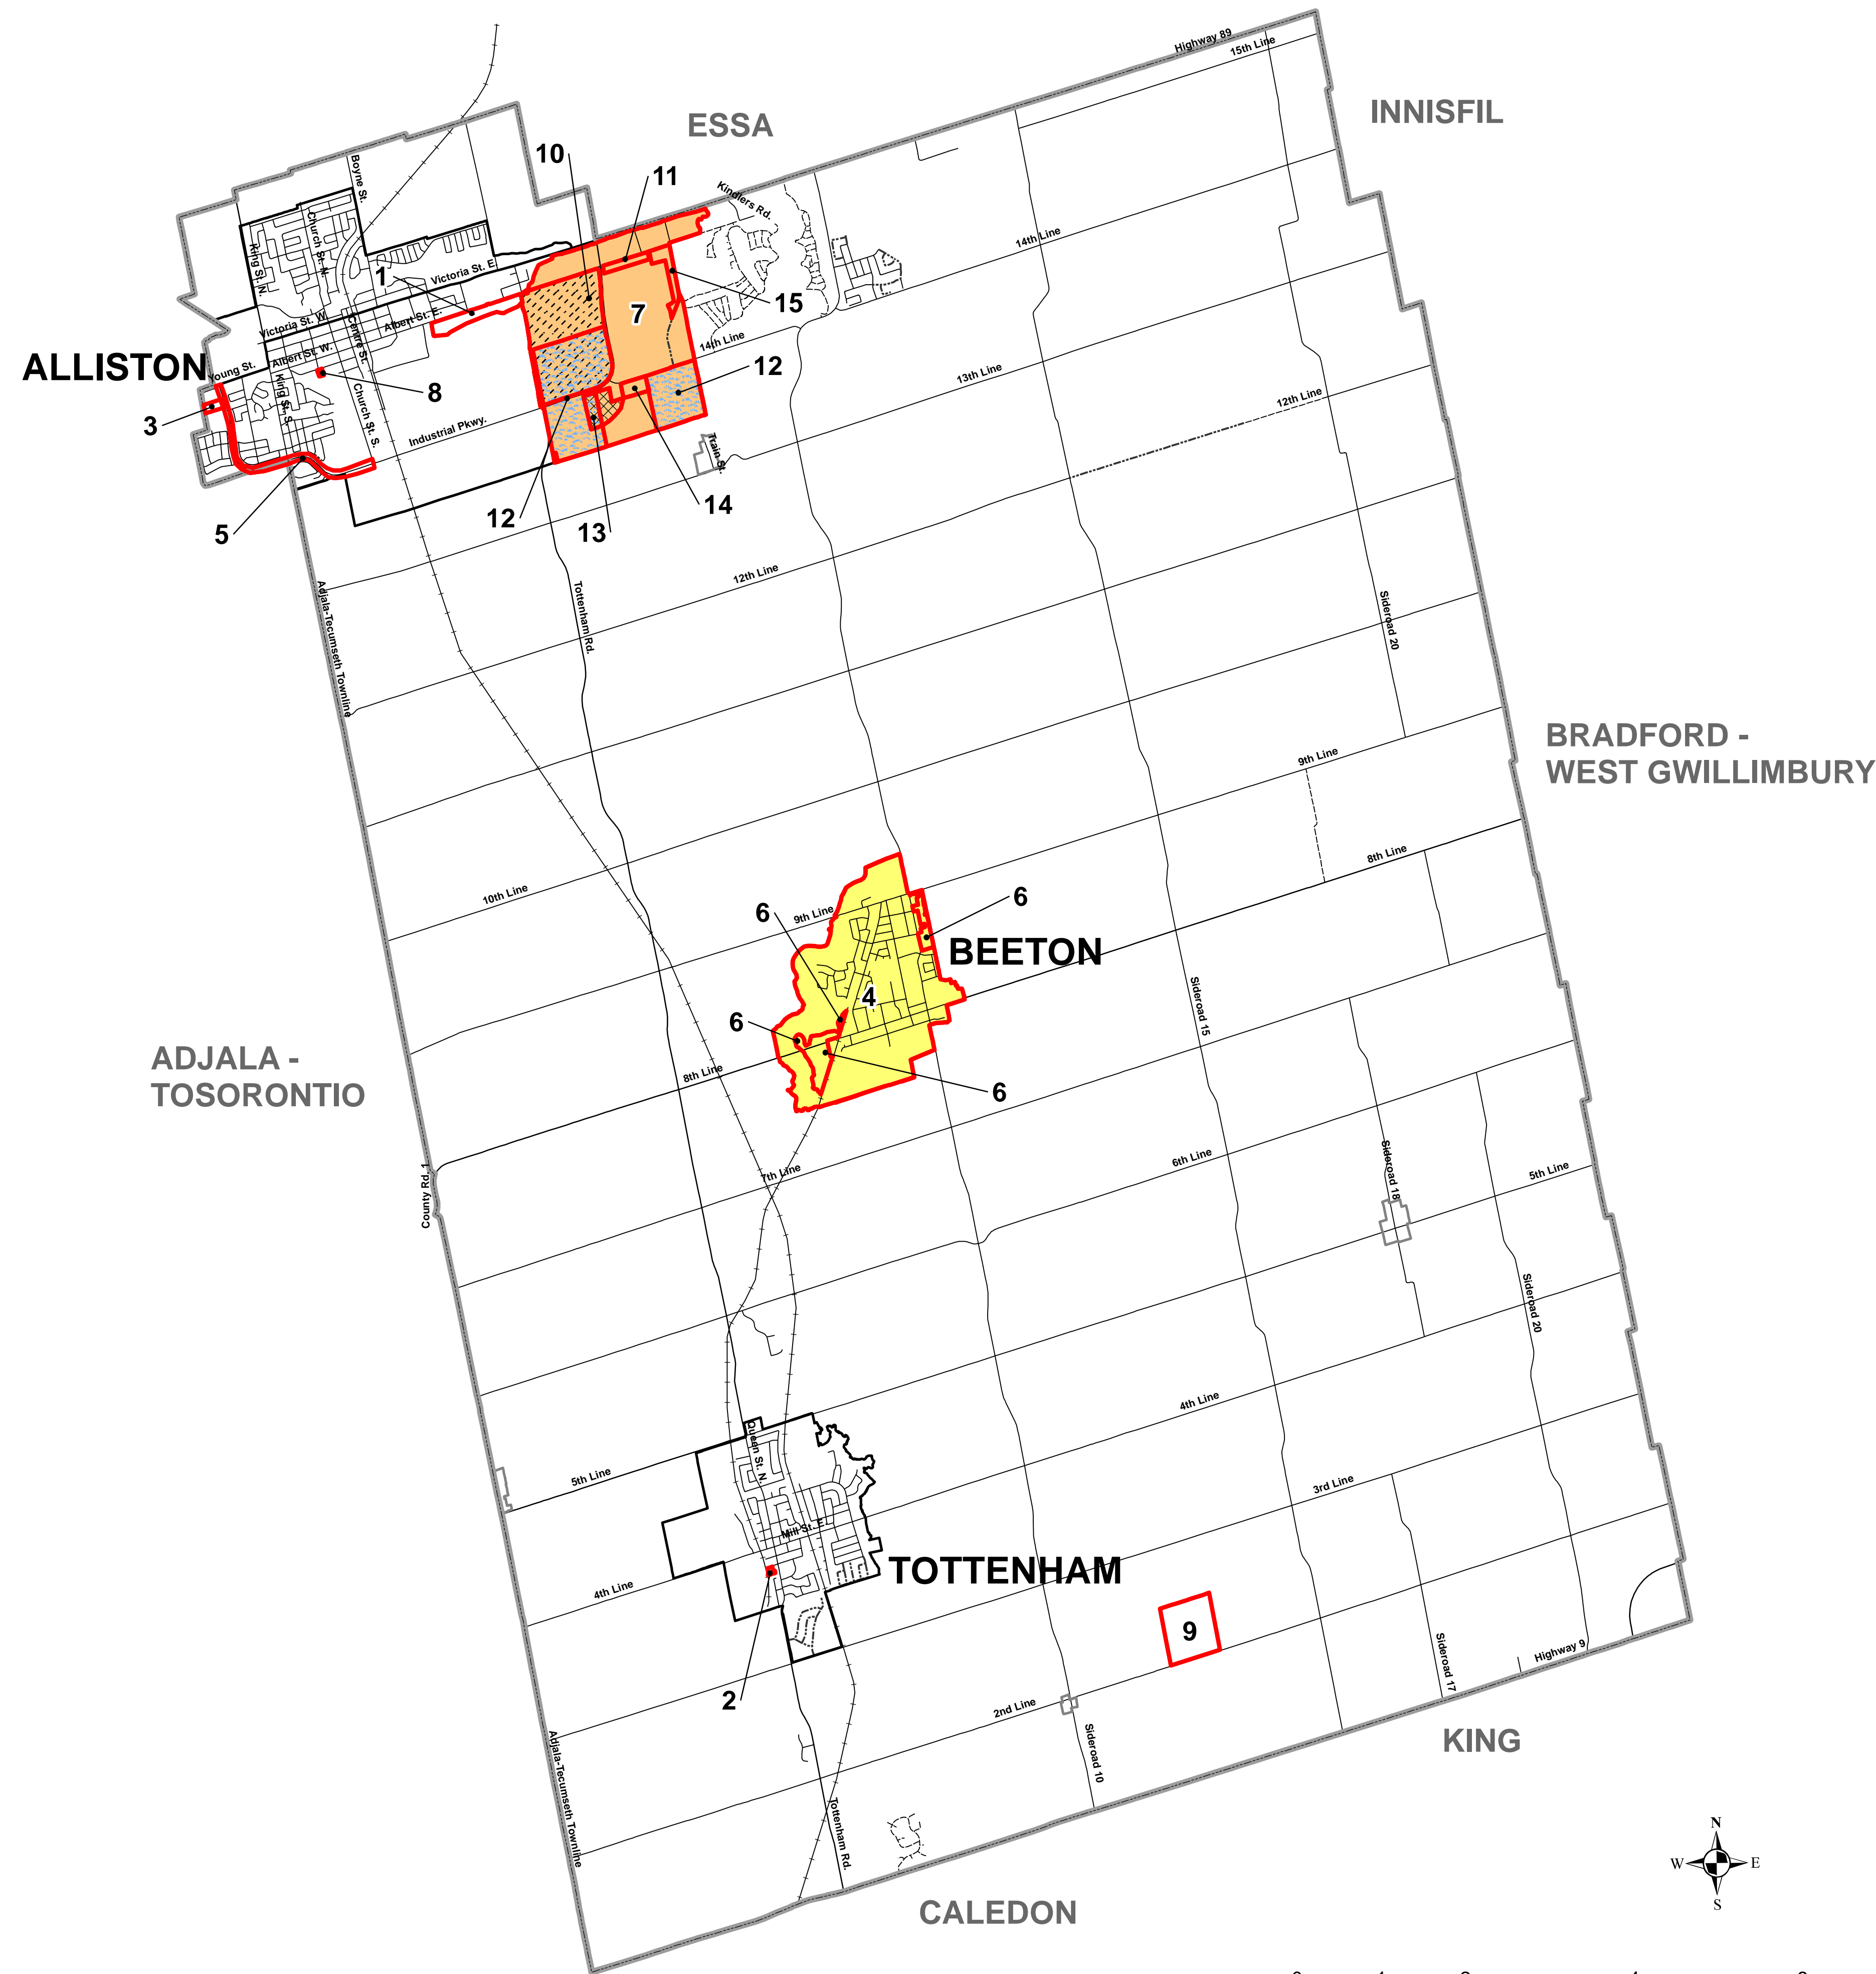 Highway 89
15th Line
INNISFIL
ESSA
10
11
Boyne St.
Kindlers Rd.
Church St. N.
King St. N.
14th Line
Victoria St. E
1
15
7
Victoria St. W.
Centre St.
Albert St. E.
14th Line
ALLISTON
Young St.
Albert St. W.
12
13th Line
King St. S.
8
Church St. S.
12th Line
3
Industrial Pkwy.
Train St.
5
12
13
14
12th Line
Adjala-Tecumseth Townline
Tottenham Rd.
Sideroad 20
BRADFORD -
WEST GWILLIMBURY
9th Line
8th Line
10th Line
6
9th Line
6
BEETON
4
Sideroad 15
6
ADJALA -
TOSORONTIO
8th Line
6
7th Line
6th Line
5th Line
Sideroad 18
County Rd. 1
Sideroad 20
4th Line
Queen St. N.
5th Line
3rd Line
Mill St. E
TOTTENHAM
4th Line
2
9
Sideroad 17
Highway 9
2nd Line
Sideroad 10
KING
Adjala-Tecumseth Townline
Tottenham Rd.
N
W
E
S
CALEDON